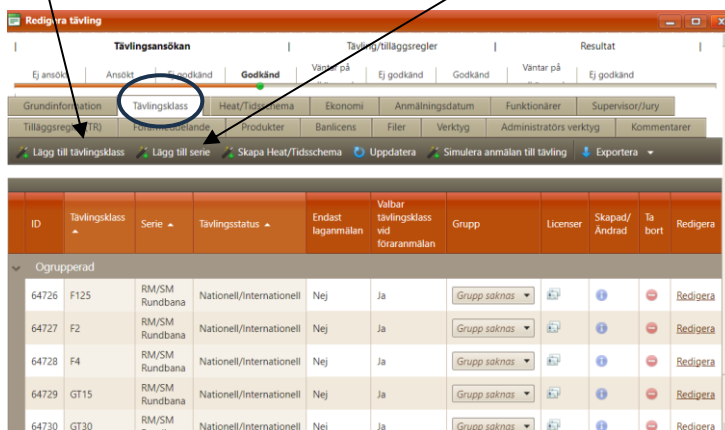 Redigera tävling
Tävlingsansökan Tävling/tilläggsregler Resultat
Ej ansökt Ansökt Ej godkänd Godkänd Väntar på Ej godkänd Godkänd Väntar på Ej godkänd
Grundinformation Tävlingsklass Heat/Tidsschema Ekonomi Anmälningsdatum Funktionärer Supervisor/Jury
Tilläggsregler (TR) Förarmeddelande Produkter Banlicens Filer Verktyg Administratörs verktyg Kommentarer
Lägg till tävlingsklass Lägg till serie Skapa Heat/Tidsschema Uppdatera Simulera anmälan till tävling Exportera
ID Tävlingsklass Serie Tävlingsstatus Endast laganmälan Valbar tävlingsklass vid föraranmälan Grupp Licenser Skapad/Ändrad Ta bort Redigera
Ogrupperad
64726 F125 RM/SM Rundbana Nationell/Internationell Nej Ja Grupp saknas Redigera
64727 F2 RM/SM Rundbana Nationell/Internationell Nej Ja Grupp saknas Redigera
64728 F4 RM/SM Rundbana Nationell/Internationell Nej Ja Grupp saknas Redigera
64729 GT15 RM/SM Rundbana Nationell/Internationell Nej Ja Grupp saknas Redigera
64730 GT30 RM/SM Nationell/Internationell Nej Ja Grupp saknas Redigera